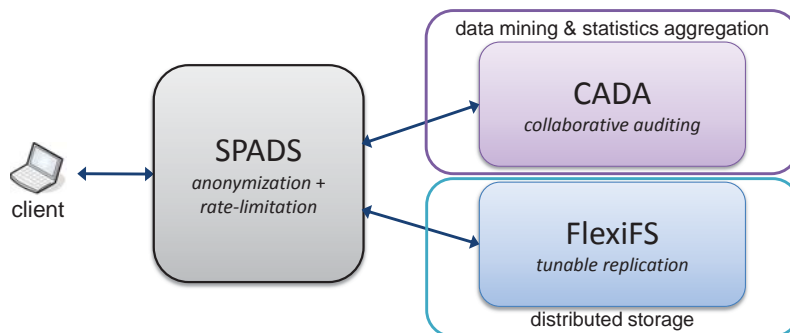 data mining & statistics aggregation
CADA
collaborative auditing
SPADS
anonymization +
rate-limitation
client
FlexiFS
tunable replication
distributed storage